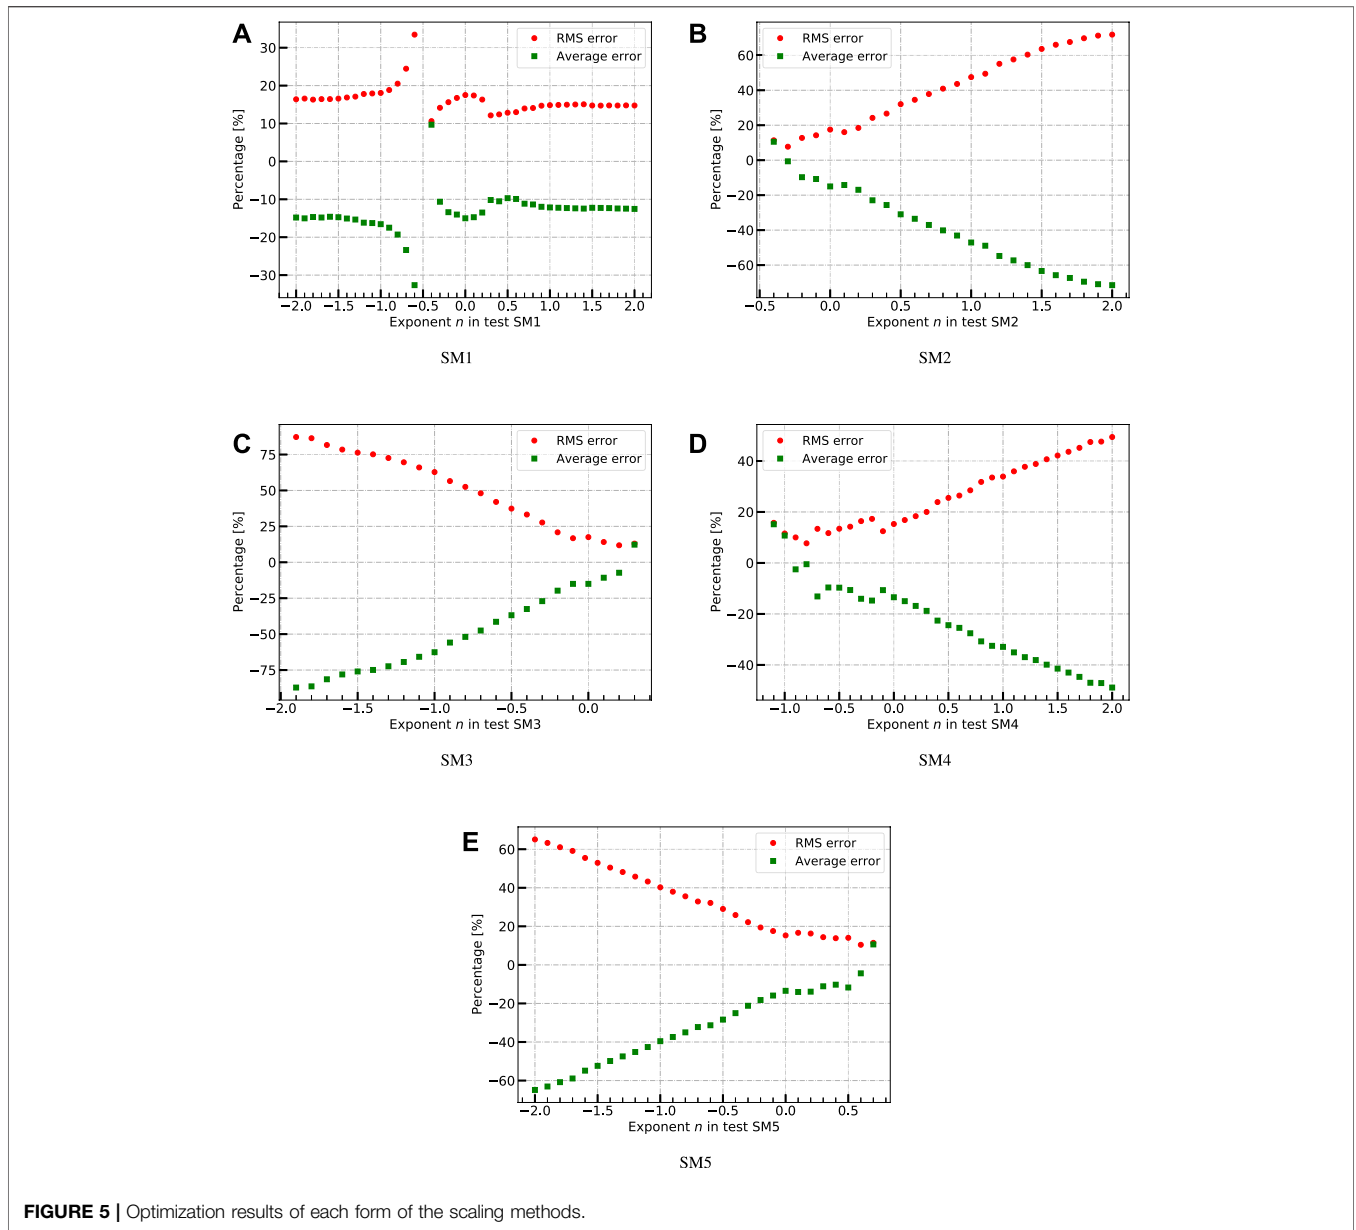 A
RMS error
Average error
Percentage [%]
30
20
10
0
−10
−20
−30
−2.0 −1.5 −1.0 −0.5 0.0 0.5 1.0 1.5 2.0
Exponent n in test SM1
SM1
B
RMS error
Average error
Percentage [%]
60
40
20
0
−20
−40
−60
−0.5 0.0 0.5 1.0 1.5 2.0
Exponent n in test SM2
SM2
C
RMS error
Average error
Percentage [%]
75
50
25
0
−25
−50
−75
−2.0 −1.5 −1.0 −0.5 0.0
Exponent n in test SM3
SM3
D
RMS error
Average error
Percentage [%]
40
20
0
−20
−40
−1.0 −0.5 0.0 0.5 1.0 1.5 2.0
Exponent n in test SM4
SM4
E
RMS error
Average error
Percentage [%]
60
40
20
0
−20
−40
−60
−2.0 −1.5 −1.0 −0.5 0.0 0.5
Exponent n in test SM5
SM5
FIGURE 5 | Optimization results of each form of the scaling methods.